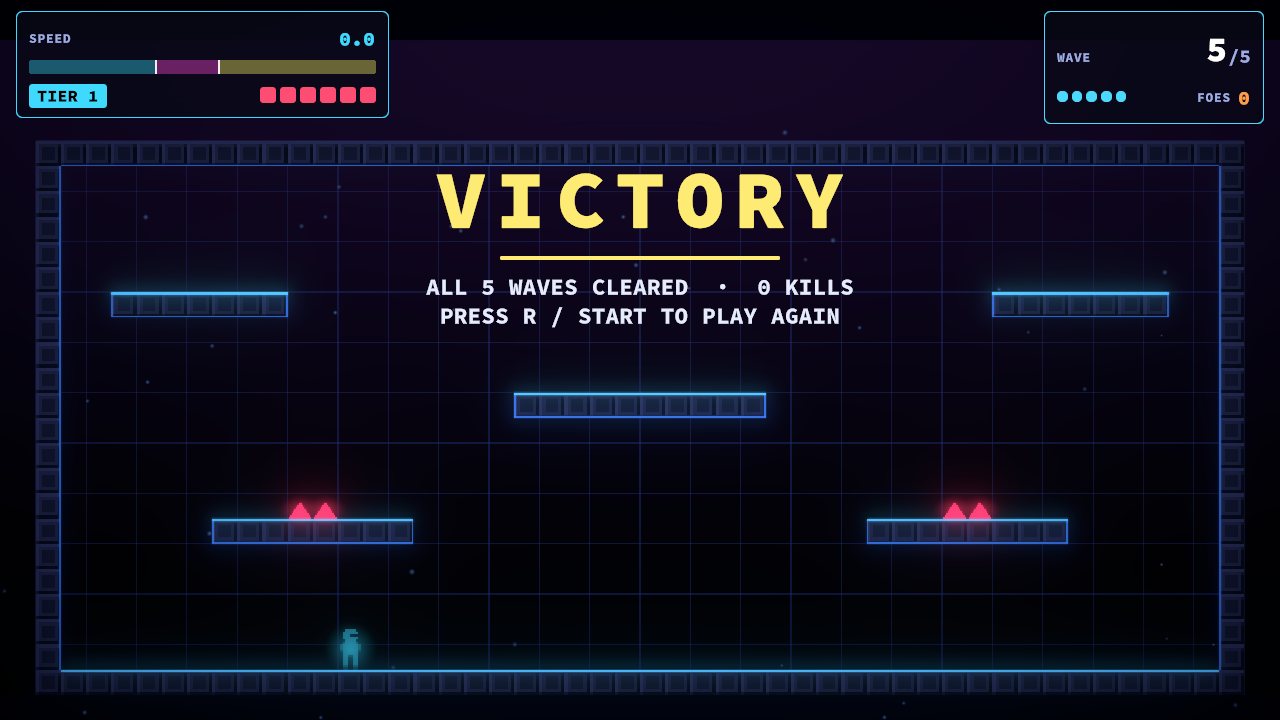 SPEED 0.0
TIER 1
WAVE 5/5
FOES 0
VICTORY
ALL 5 WAVES CLEARED · 0 KILLS
PRESS R / START TO PLAY AGAIN